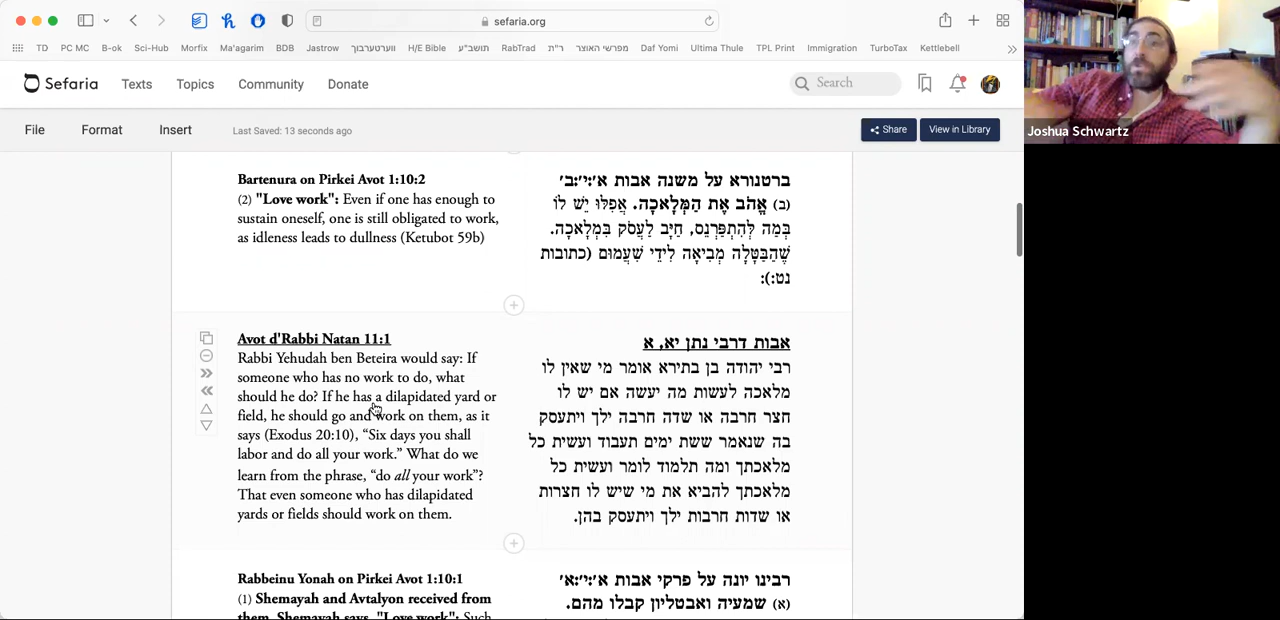 sefaria.org
TD PC MC B-ok Sci-Hub Morfix Ma'agarim BDB Jastrow ווערטערבוך H/E Bible תושב"ע RabTrad ר"ת מפרשי האוצר Daf Yomi Ultima Thule TPL Print Immigration TurboTax Kettlebell
Sefaria Texts Topics Community Donate Search
File Format Insert Last Saved: 13 seconds ago Share View in Library
Joshua Schwartz
Bartenura on Pirkei Avot 1:10:2
(2) "Love work": Even if one has enough to
sustain oneself, one is still obligated to work,
as idleness leads to dullness (Ketubot 59b)
ברטנורא על משנה אבות א׳:י׳:ב׳
(ב) אֱהֹב אֶת הַמְּלָאכָה. אֲפִלּוּ יֵשׁ לוֹ
בְּמַה לְּהִתְפַּרְנֵס, חַיָּב לַעֲסֹק בִּמְלָאכָה.
שֶׁהַבַּטָּלָה מְבִיאָה לִידֵי שִׁעֲמוּם (כתובות
נט:):
Avot d'Rabbi Natan 11:1
Rabbi Yehudah ben Beteira would say: If
someone who has no work to do, what
should he do? If he has a dilapidated yard or
field, he should go and work on them, as it
says (Exodus 20:10), “Six days you shall
labor and do all your work.” What do we
learn from the phrase, “do all your work”?
That even someone who has dilapidated
yards or fields should work on them.
אבות דרבי נתן יא, א
רבי יהודה בן בתירא אומר מי שאין לו
מלאכה לעשות מה יעשה אם יש לו
חצר חרבה או שדה חרבה ילך ויתעסק
בה שנאמר ששת ימים תעבוד ועשית כל
מלאכתך ומה תלמוד לומר ועשית כל
מלאכתך להביא את מי שיש לו חצרות
או שדות חרבות ילך ויתעסק בהן.
Rabbeinu Yonah on Pirkei Avot 1:10:1
(1) Shemayah and Avtalyon received from
them. Shemayah says, "Love work": Such
רבינו יונה על פרקי אבות א׳:י׳:א׳
(א) שמעיה ואבטליון קבלו מהם.